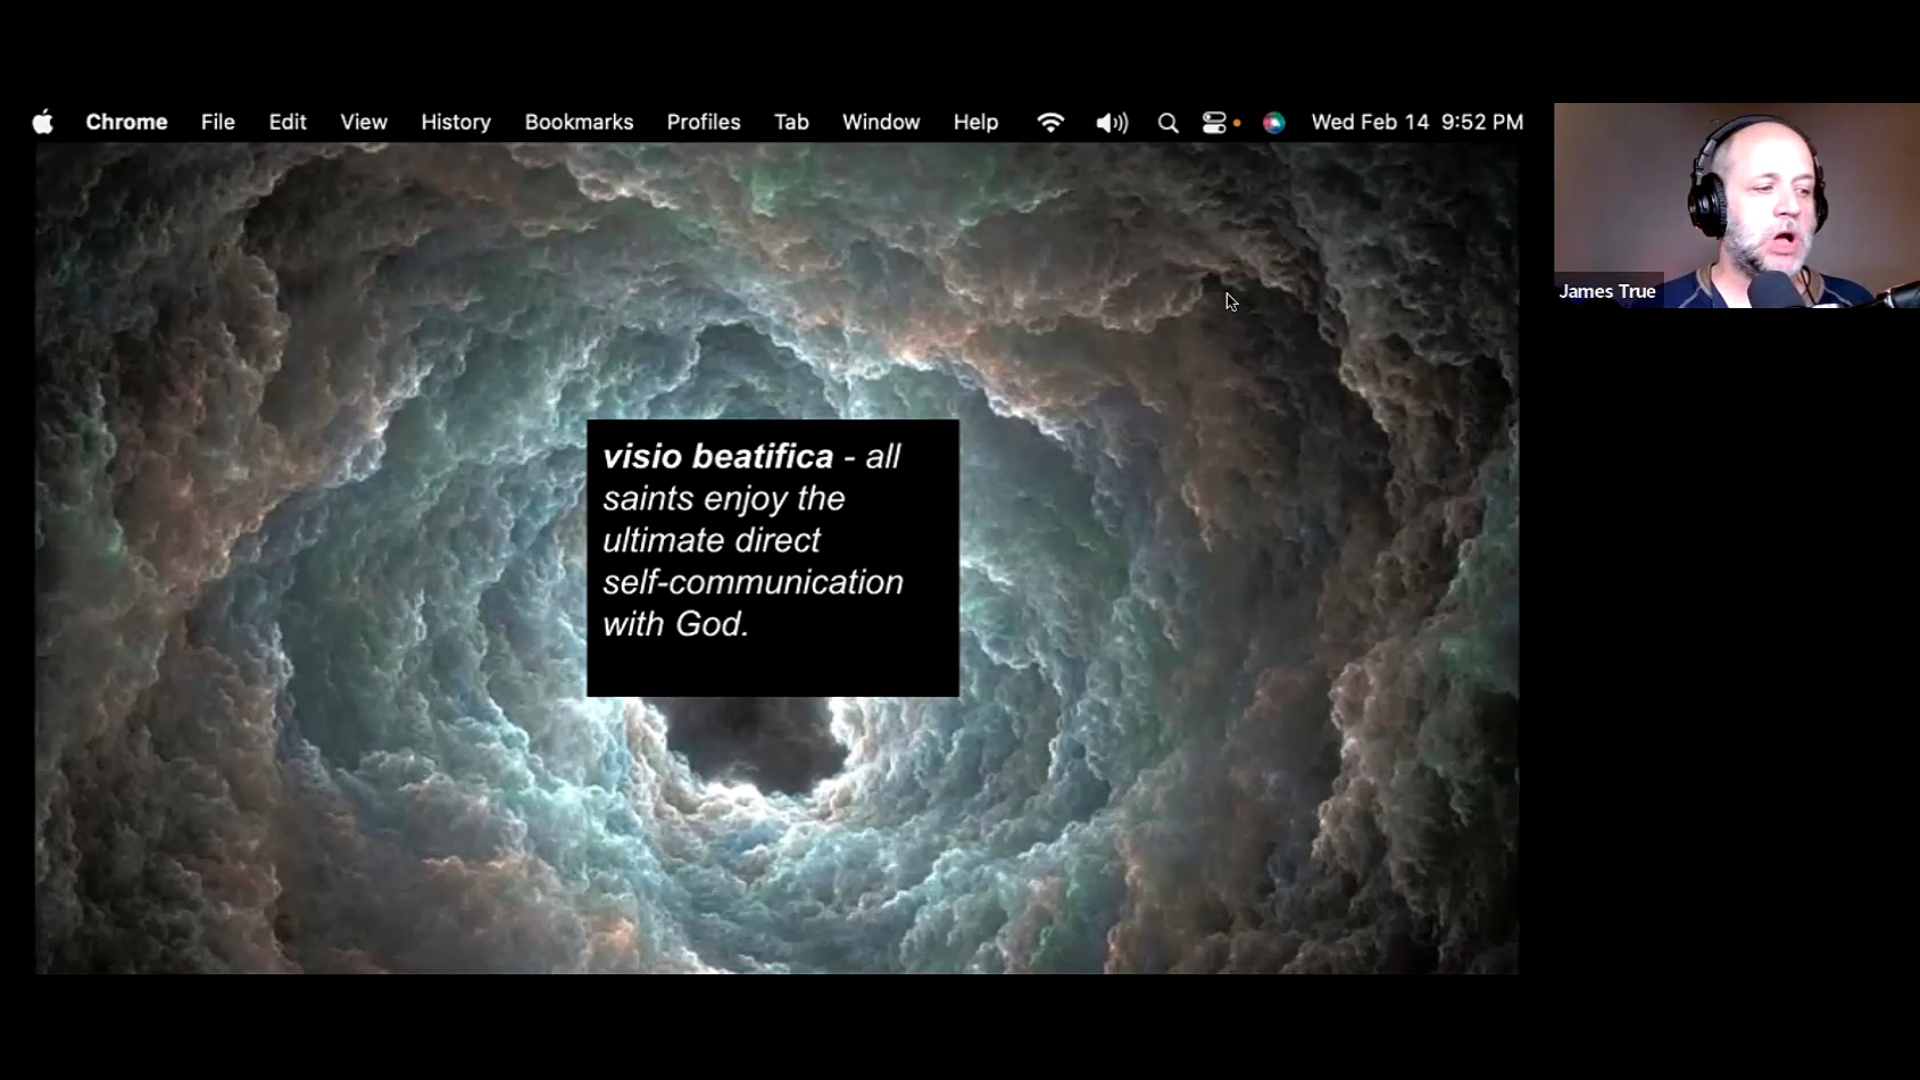 Chrome File Edit View History Bookmarks Profiles Tab Window Help Wed Feb 14 9:52 PM
visio beatifica - all
saints enjoy the
ultimate direct
self-communication
with God.
James True